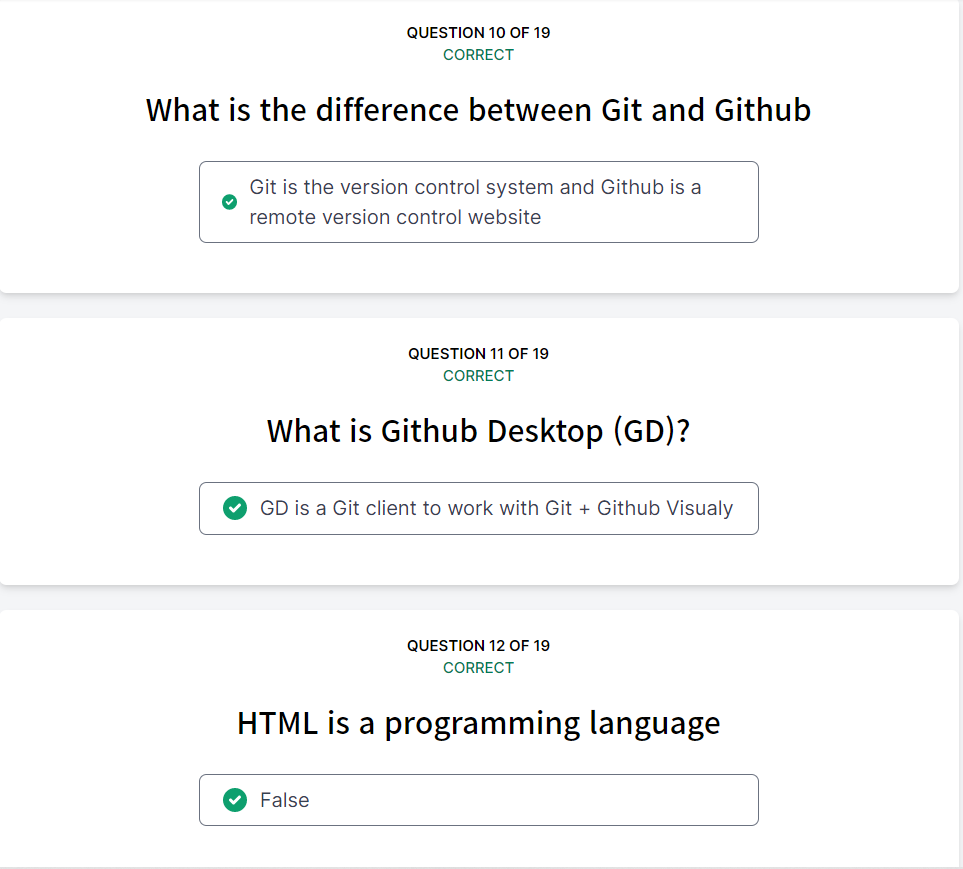 QUESTION 10 OF 19
CORRECT
What is the difference between Git and Github
Git is the version control system and Github is a
remote version control website
QUESTION 11 OF 19
CORRECT
What is Github Desktop (GD)?
GD is a Git client to work with Git + Github Visualy
QUESTION 12 OF 19
CORRECT
HTML is a programming language
False